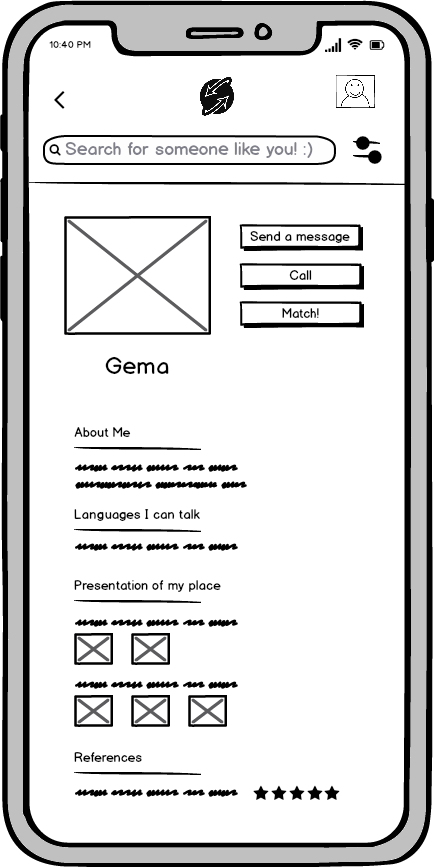 10:40 PM
Search for someone like you! :)
Send a message
Call
Match!
Gema
About Me
Languages I can talk
Presentation of my place
References